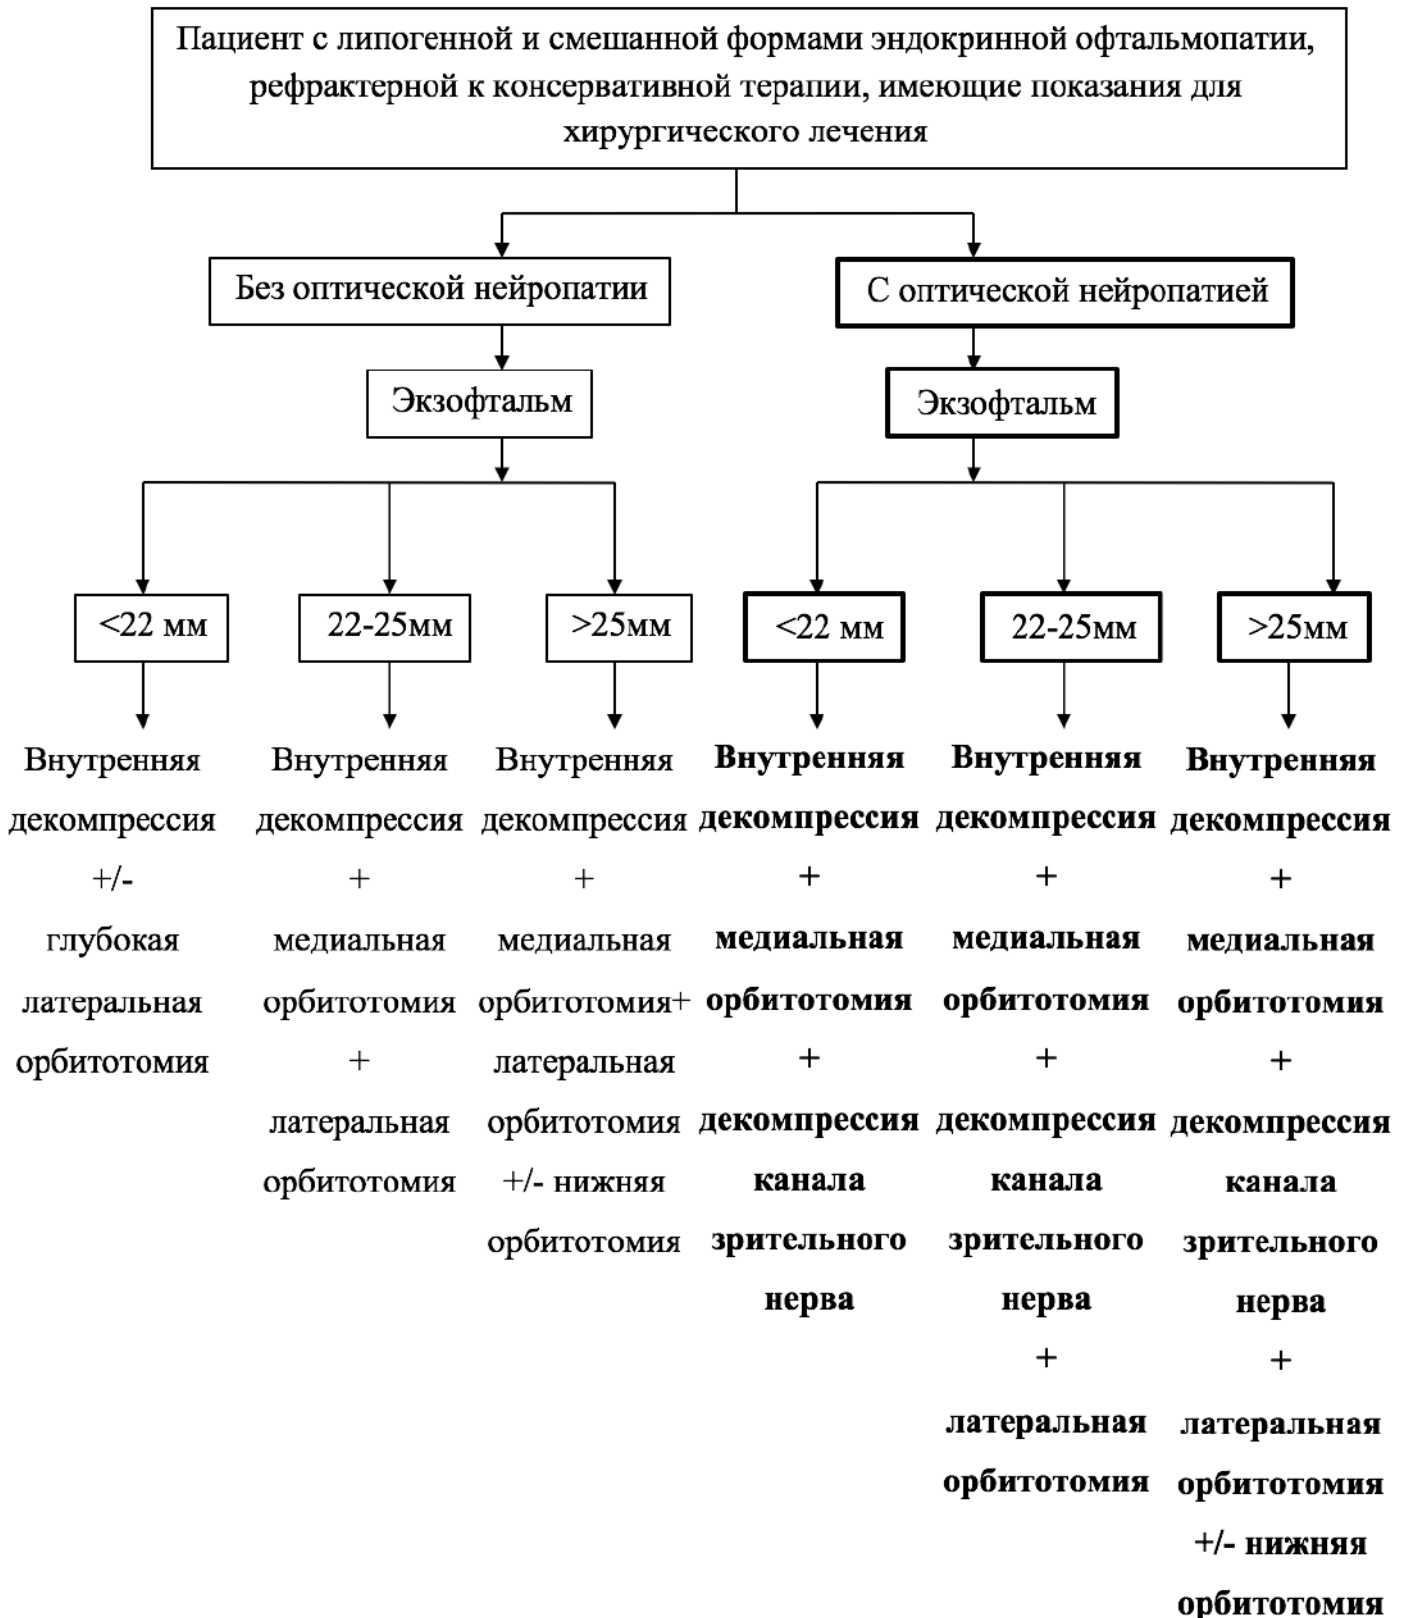 Пациент с липогенной и смешанной формами эндокринной офтальмопатии,
рефрактерной к консервативной терапии, имеющие показания для
хирургического лечения
Без оптической нейропатии
С оптической нейропатией
Экзофтальм
Экзофтальм
<22 мм
22-25мм
>25мм
<22 мм
22-25мм
>25мм
Внутренняя
декомпрессия
+/-
глубокая
латеральная
орбитотомия
Внутренняя
декомпрессия
+
медиальная
орбитотомия
+
латеральная
орбитотомия
Внутренняя
декомпрессия
+
медиальная
орбитотомия+
латеральная
орбитотомия
+/- нижняя
орбитотомия
Внутренняя
декомпрессия
+
медиальная
орбитотомия
+
декомпрессия
канала
зрительного
нерва
Внутренняя
декомпрессия
+
медиальная
орбитотомия
+
декомпрессия
канала
зрительного
нерва
+
латеральная
орбитотомия
Внутренняя
декомпрессия
+
медиальная
орбитотомия
+
декомпрессия
канала
зрительного
нерва
+
латеральная
орбитотомия
+/- нижняя
орбитотомия